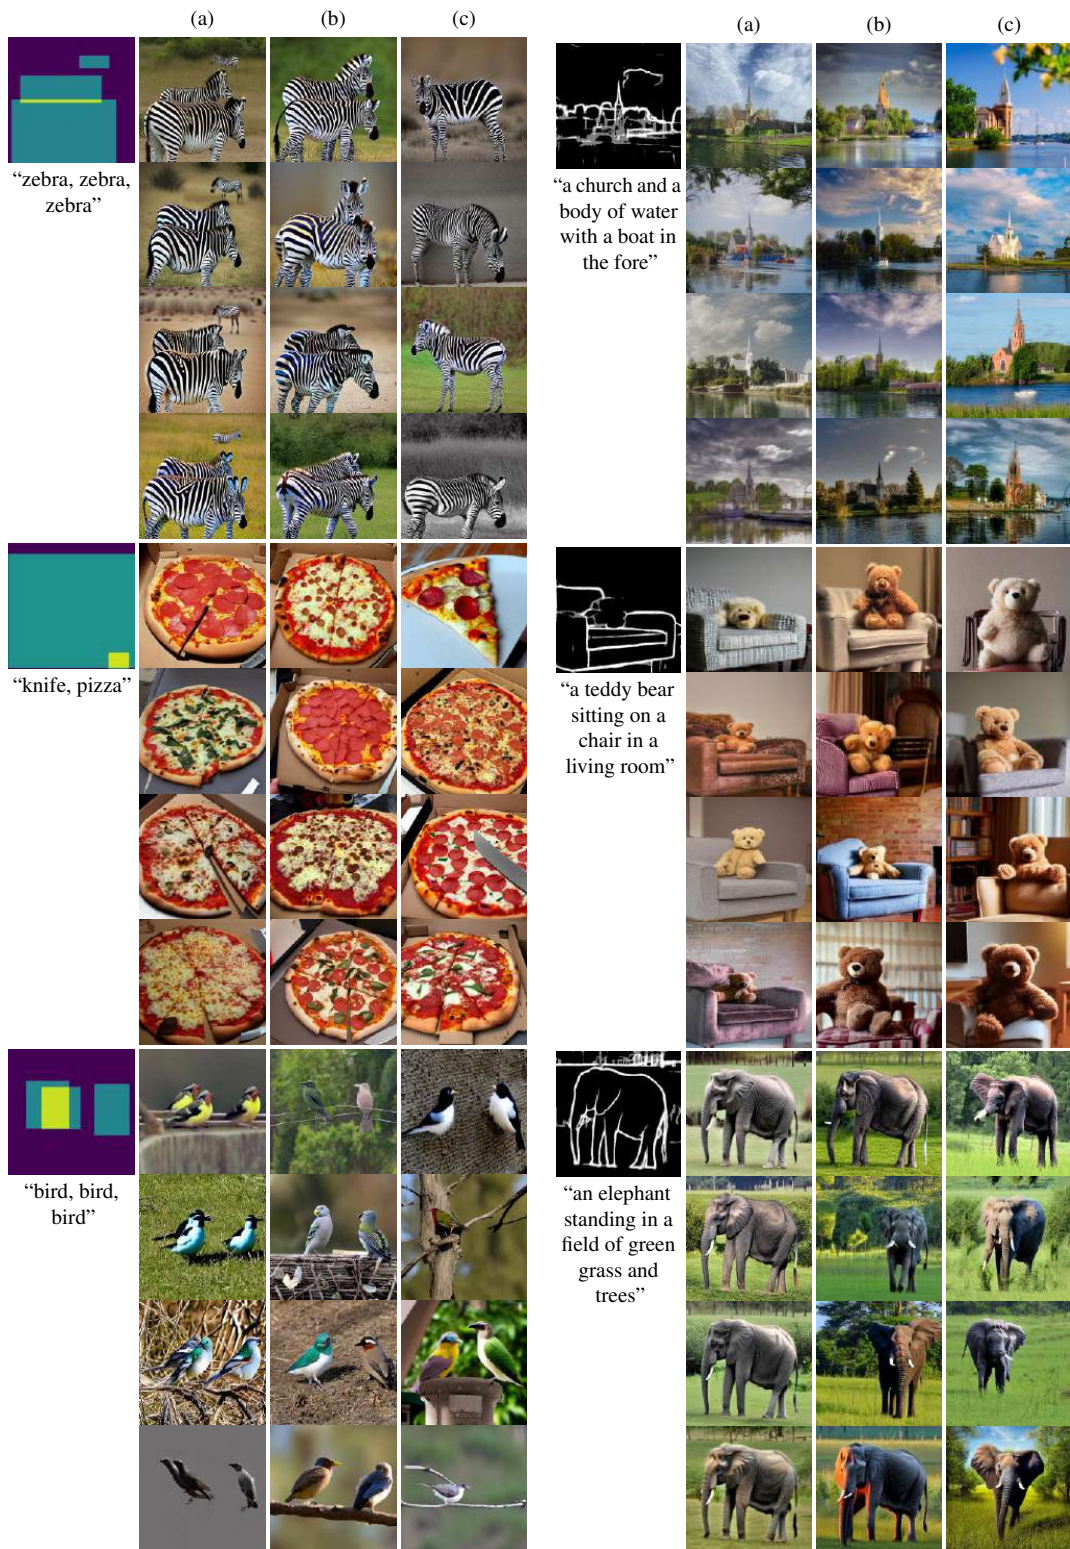 (a)
(b)
(c)
“zebra, zebra,
zebra”
“knife, pizza”
“bird, bird,
bird”
(a)
(b)
(c)
“a church and a
body of water
with a boat in
the fore”
“a teddy bear
sitting on a
chair in a
living room”
“an elephant
standing in a
field of green
grass and
trees”